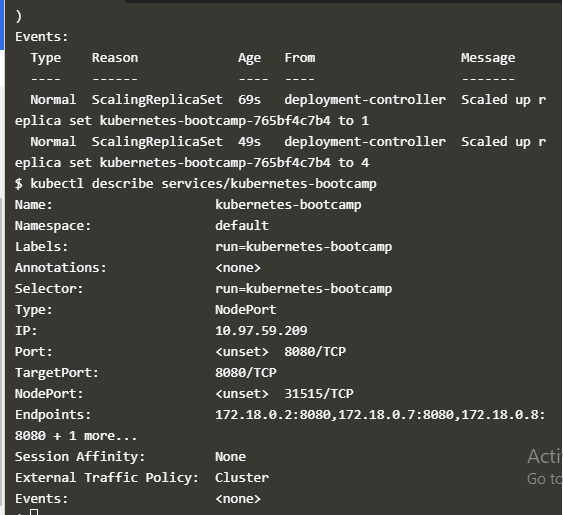 )
Events:
  Type    Reason             Age   From                   Message
  ----    ------             ----  ----                   -------
  Normal  ScalingReplicaSet  69s   deployment-controller  Scaled up r
eplica set kubernetes-bootcamp-765bf4c7b4 to 1
  Normal  ScalingReplicaSet  49s   deployment-controller  Scaled up r
eplica set kubernetes-bootcamp-765bf4c7b4 to 4
$ kubectl describe services/kubernetes-bootcamp
Name:                     kubernetes-bootcamp
Namespace:                default
Labels:                   run=kubernetes-bootcamp
Annotations:              <none>
Selector:                 run=kubernetes-bootcamp
Type:                     NodePort
IP:                       10.97.59.209
Port:                     <unset>  8080/TCP
TargetPort:               8080/TCP
NodePort:                 <unset>  31515/TCP
Endpoints:                172.18.0.2:8080,172.18.0.7:8080,172.18.0.8:
8080 + 1 more...
Session Affinity:         None
External Traffic Policy:  Cluster
Events:                   <none>
Acti
Go to